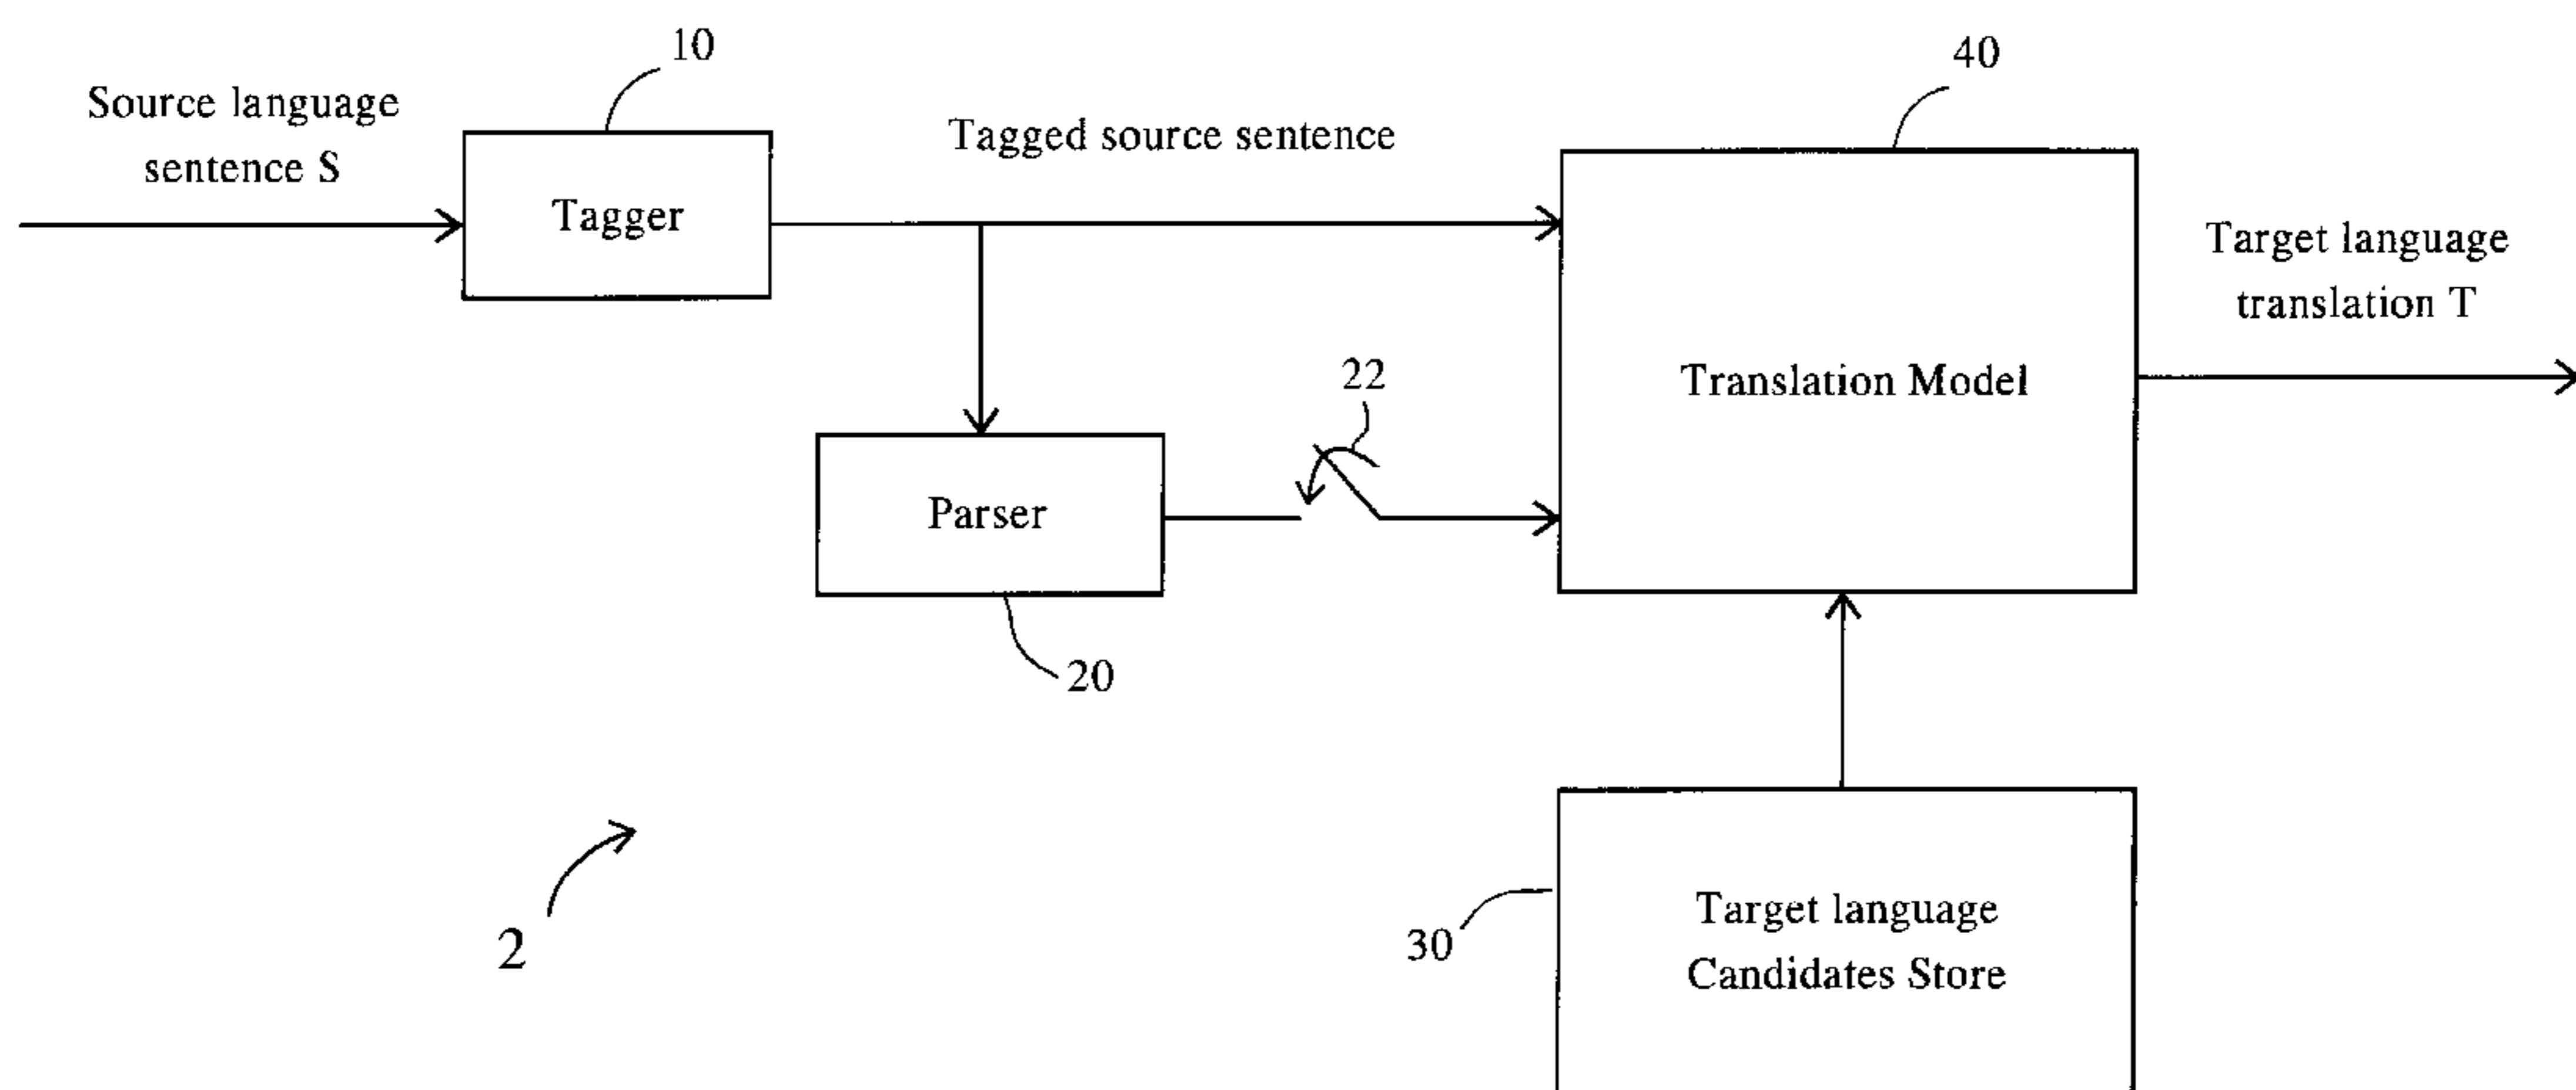 10
40
Source language
sentence S
Tagged source sentence
Tagger
Target language
translation T
22
Translation Model
Parser
20
2
30
Target language
Candidates Store